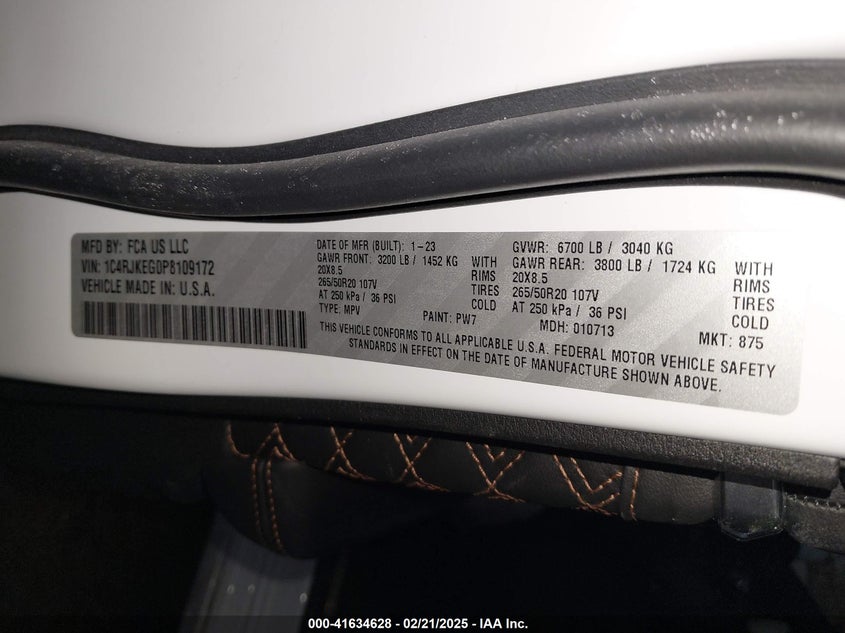 MFD BY: FCA US LLC
VIN: 1C4RJKEG0P8109172
VEHICLE MADE IN: U.S.A.
DATE OF MFR (BUILT): 1-23
GAWR FRONT: 3200 LB / 1452 KG WITH
20X8.5 RIMS
265/50R20 107V TIRES
AT 250 kPa / 36 PSI COLD
TYPE: MPV PAINT: PW7
GVWR: 6700 LB / 3040 KG
GAWR REAR: 3800 LB / 1724 KG WITH
20X8.5 RIMS
265/50R20 107V TIRES
AT 250 kPa / 36 PSI COLD
MDH: 010713 MKT: 875
THIS VEHICLE CONFORMS TO ALL APPLICABLE U.S.A. FEDERAL MOTOR VEHICLE SAFETY
STANDARDS IN EFFECT ON THE DATE OF MANUFACTURE SHOWN ABOVE.
000-41634628 - 02/21/2025 - IAA Inc.